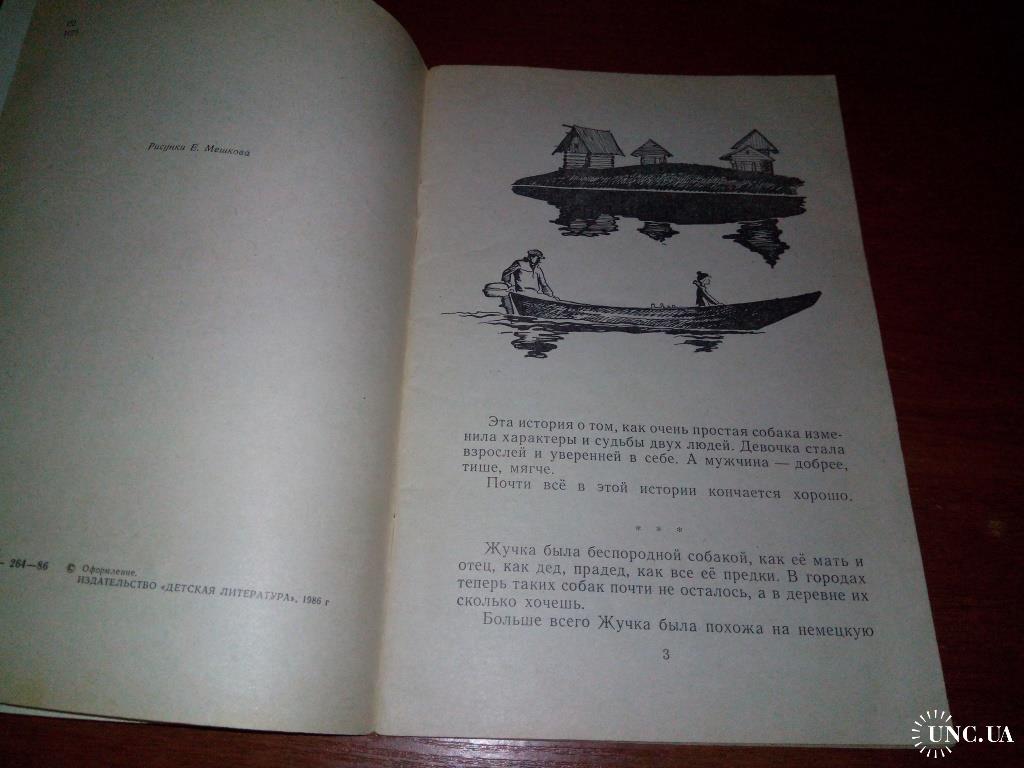 Рисунки Е. Мешкова
264—86
© Оформление.
ИЗДАТЕЛЬСТВО «ДЕТСКАЯ ЛИТЕРАТУРА», 1986 г
Эта история о том, как очень простая собака изме-
нила характеры и судьбы двух людей. Девочка стала
взрослей и уверенней в себе. А мужчина — добрее,
тише, мягче.
Почти всё в этой истории кончается хорошо.
* * *
Жучка была беспородной собакой, как её мать и
отец, как дед, прадед, как все её предки. В городах
теперь таких собак почти не осталось, а в деревне их
сколько хочешь.
Больше всего Жучка была похожа на немецкую
3
UNC.UA